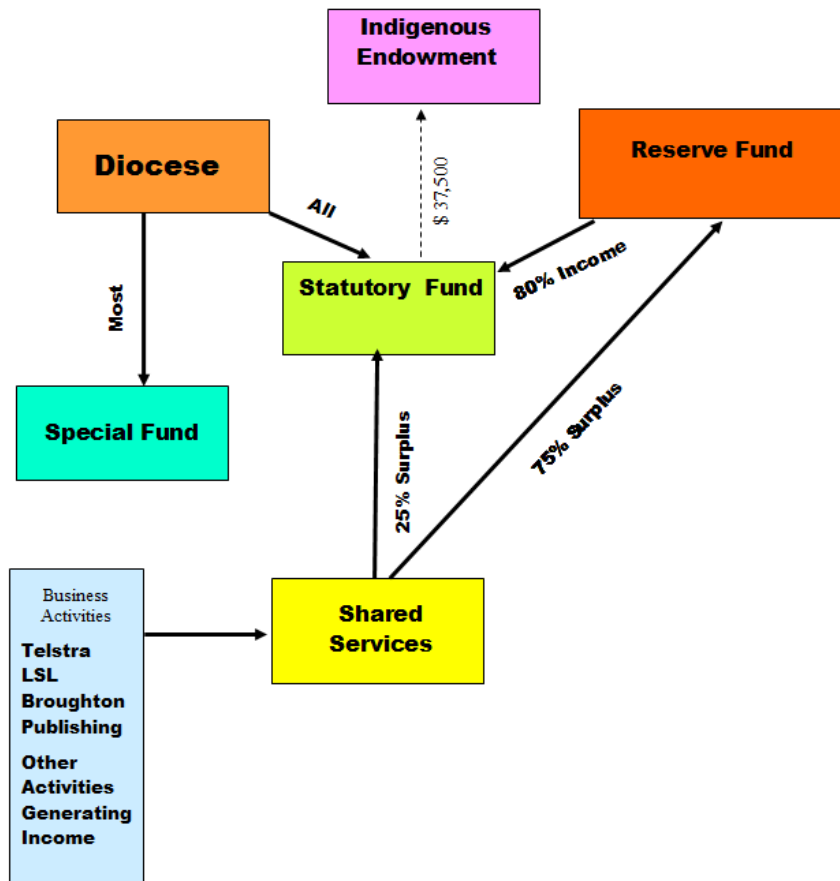 Indigenous
Endowment
Diocese
Reserve Fund
All
$ 37,500
Statutory Fund
80% Income
Most
Special Fund
25% Surplus
75% Surplus
Business
Activities
Telstra
LSL
Broughton
Publishing
Other
Activities
Generating
Income
Shared
Services